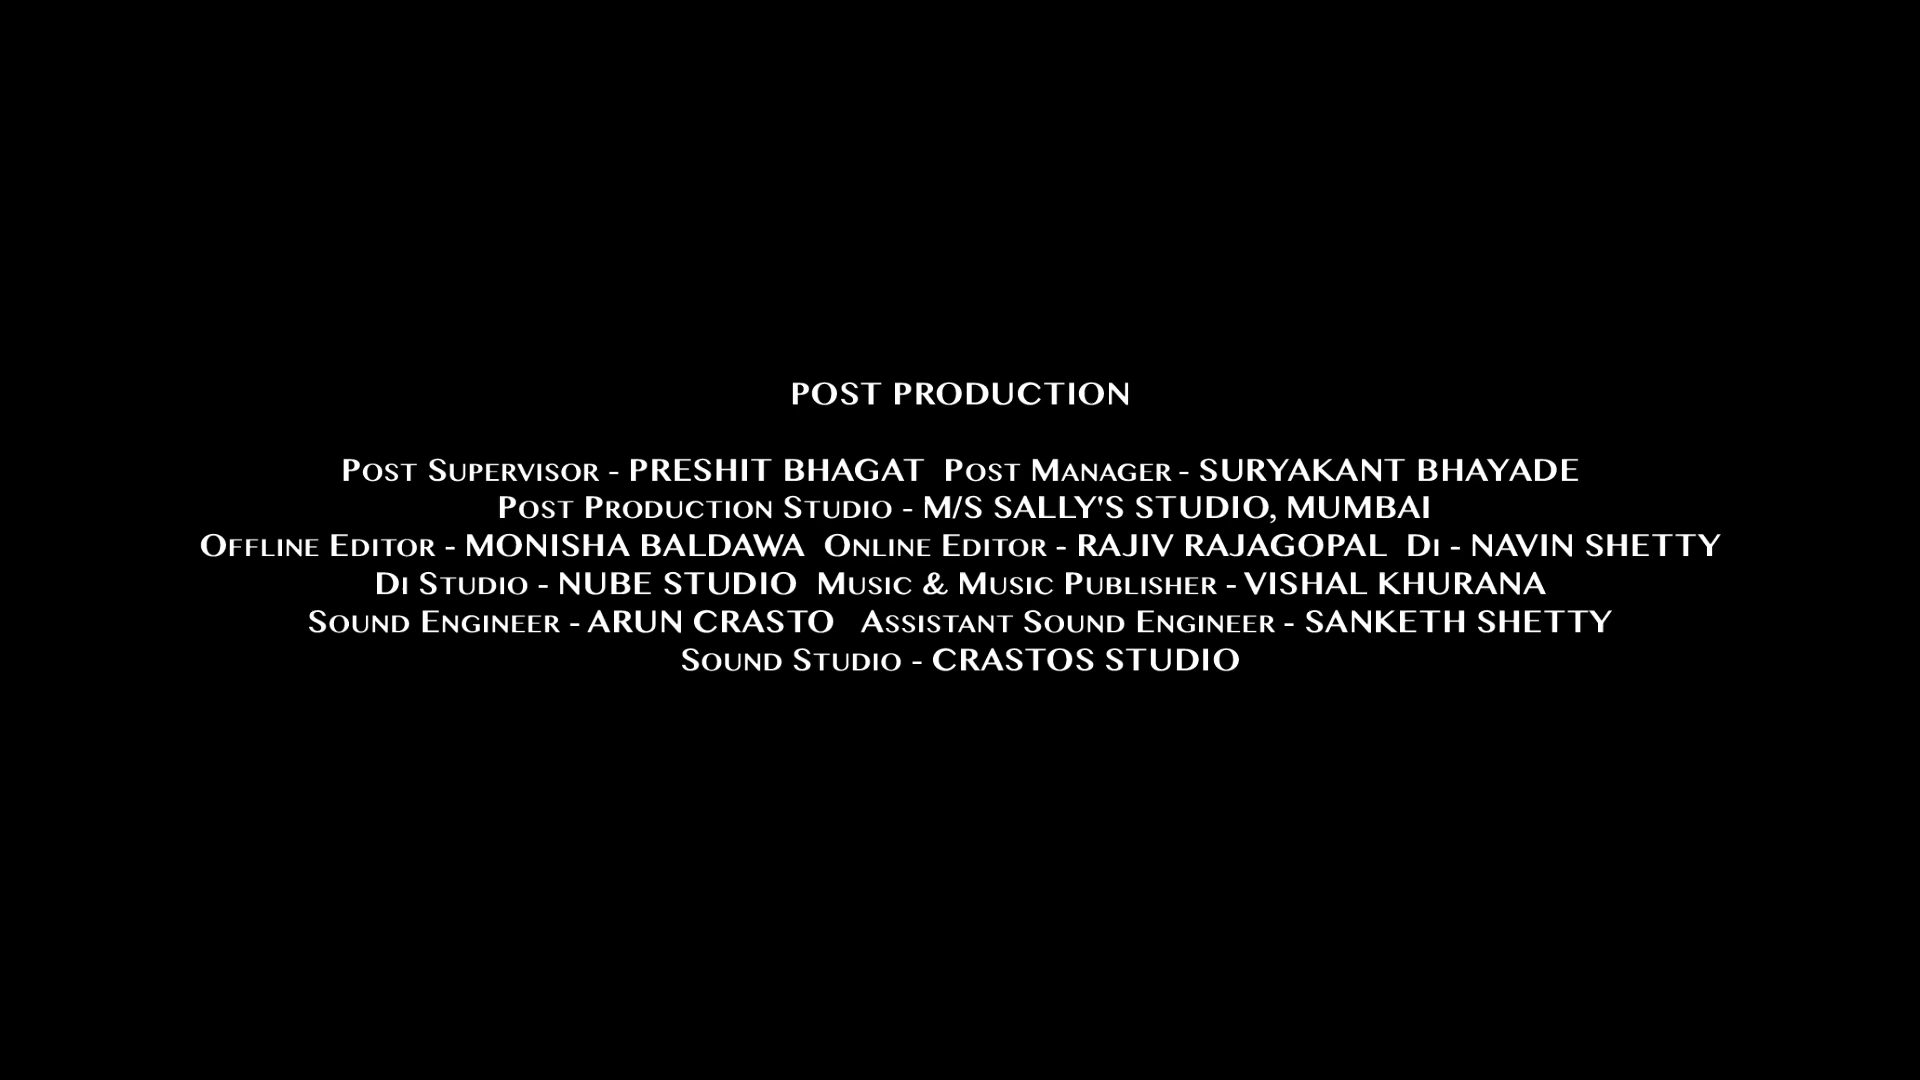 POST PRODUCTION
Post Supervisor - PRESHIT BHAGAT Post Manager - SURYAKANT BHAYADE
Post Production Studio - M/S SALLY'S STUDIO, MUMBAI
Offline Editor - MONISHA BALDAWA Online Editor - RAJIV RAJAGOPAL Di - NAVIN SHETTY
Di Studio - NUBE STUDIO Music & Music Publisher - VISHAL KHURANA
Sound Engineer - ARUN CRASTO Assistant Sound Engineer - SANKETH SHETTY
Sound Studio - CRASTOS STUDIO